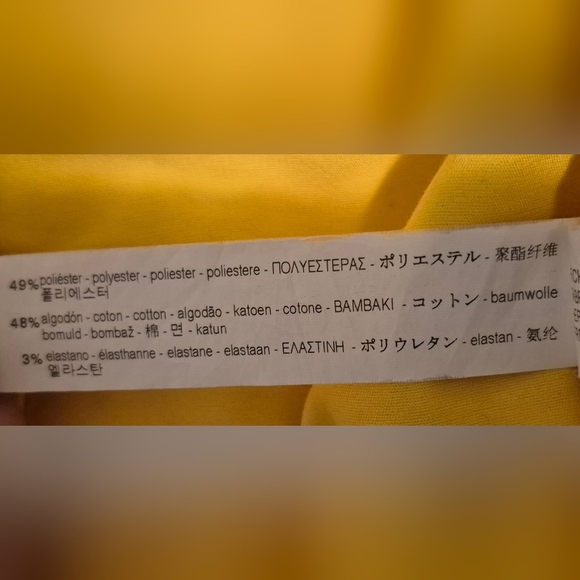 49% poliéster - polyester - poliester - poliestere - ΠΟΛΥΕΣΤΕΡΑΣ - ポリエステル - 聚酯纤维
폴리에스터
48% algodón - coton - cotton - algodão - katoen - cotone - BAMBAKI - コットン - baumwolle
bomuld - bombaž - 棉 - 면 - katun
3% elastano - élasthanne - elastane - elastaan - ΕΛΑΣΤΙΝΗ - ポリウレタン - elastan - 氨纶
엘라스탄